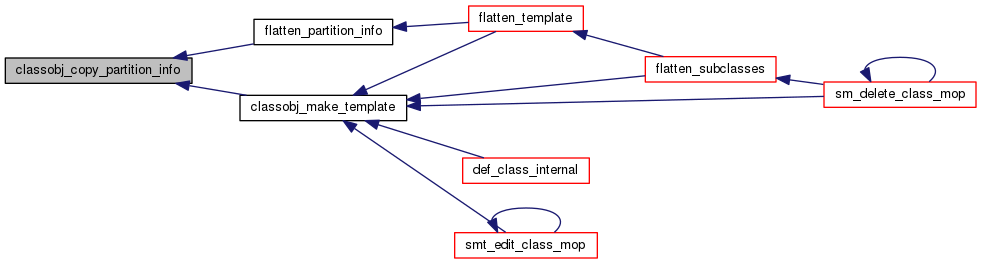 classobj_copy_partition_info
flatten_partition_info
flatten_template
flatten_subclasses
sm_delete_class_mop
classobj_make_template
def_class_internal
smt_edit_class_mop